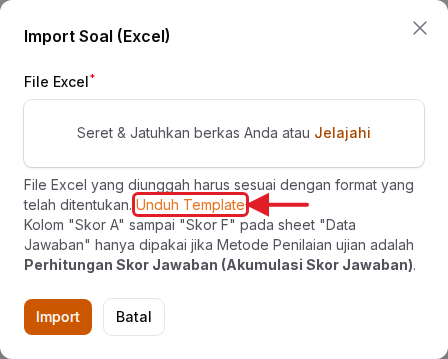 Import Soal (Excel)
File Excel*
Seret & Jatuhkan berkas Anda atau Jelajahi
File Excel yang diunggah harus sesuai dengan format yang
telah ditentukan. Unduh Template
Kolom "Skor A" sampai "Skor F" pada sheet "Data
Jawaban" hanya dipakai jika Metode Penilaian ujian adalah
Perhitungan Skor Jawaban (Akumulasi Skor Jawaban).
Import
Batal